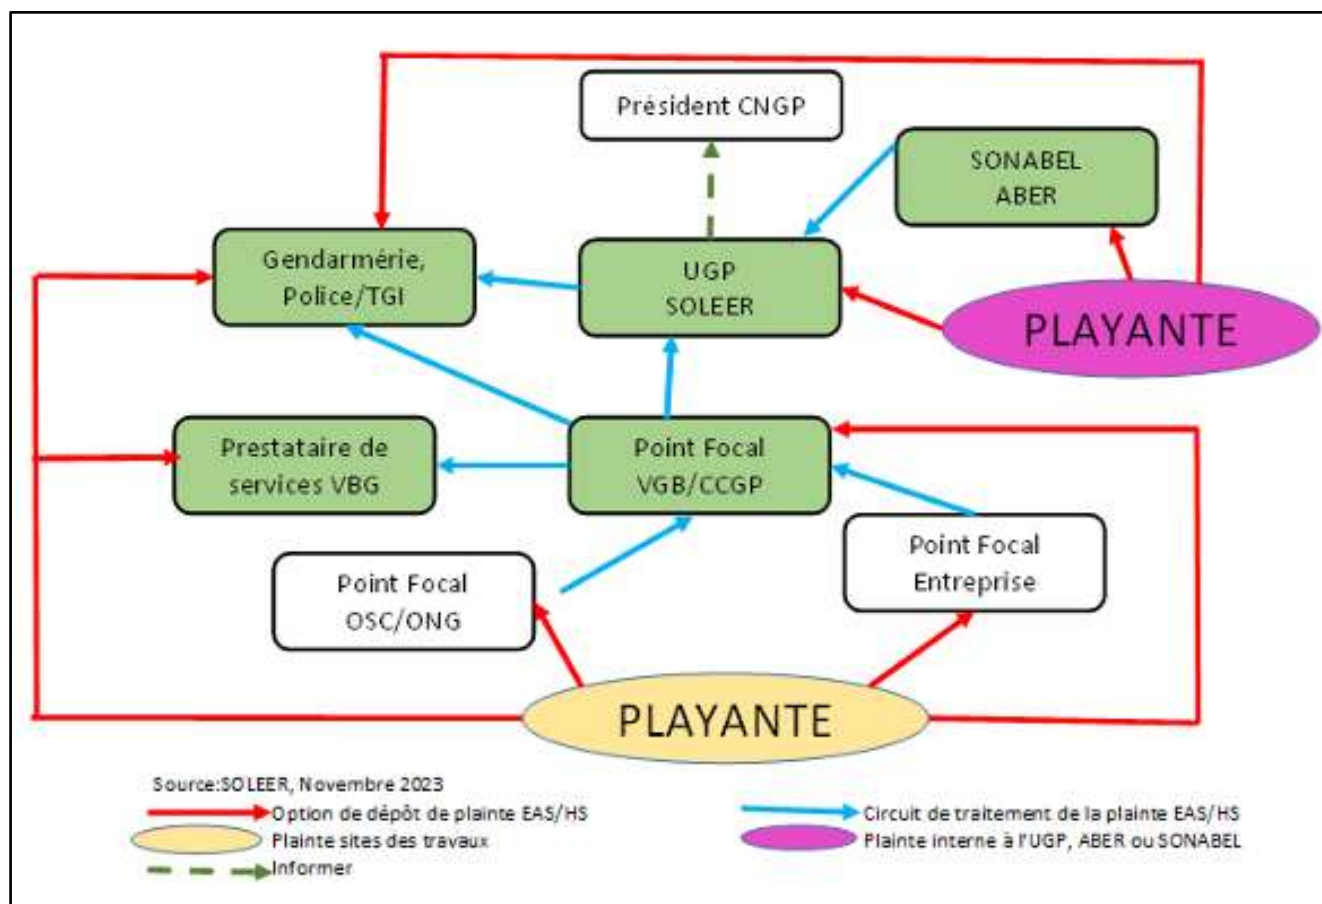 Président CNGP
SONABEL
ABER
Gendarmérie,
Police/TGI
UGP
SOLEER
PLAYANTE
Prestataire de
services VBG
Point Focal
VGB/CCGP
Point Focal
Entreprise
Point Focal
OSC/ONG
PLAYANTE
Source:SOLEER, Novembre 2023
Option de dépôt de plainte EAS/HS
Circuit de traitement de la plainte EAS/HS
Plainte sites des travaux
Plainte interne à l'UGP, ABER ou SONABEL
Informer